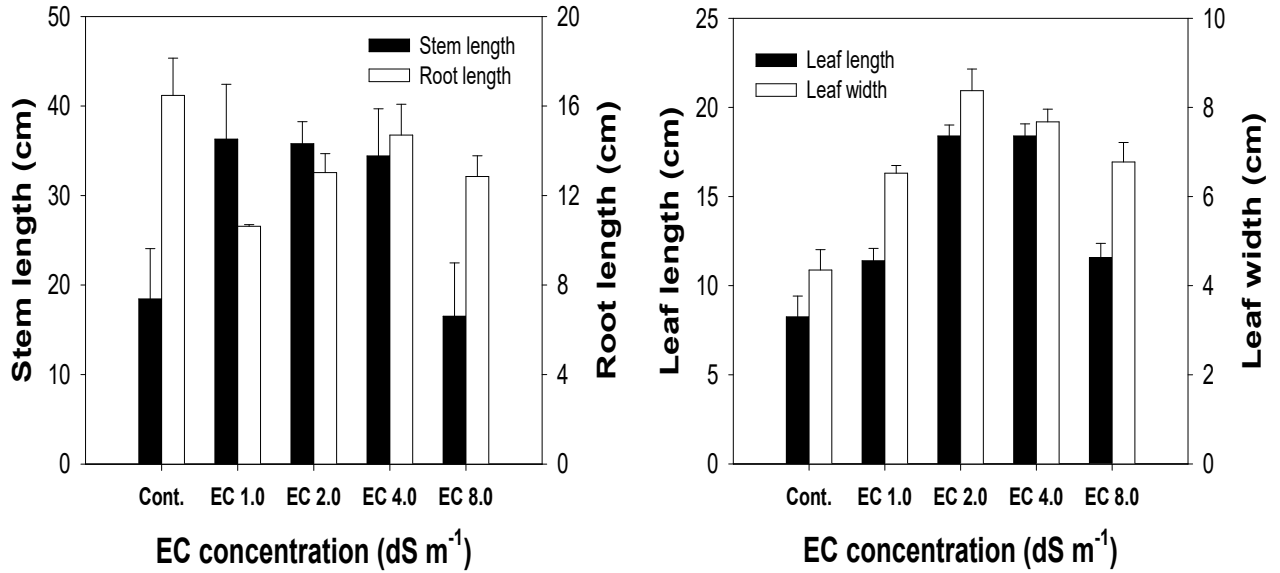 Stem length (cm)
50
40
30
20
10
0
Stem length
Root length
20
16
12
8
4
0
Root length (cm)
Cont. EC 1.0 EC 2.0 EC 4.0 EC 8.0
EC concentration (dS m⁻¹)
Leaf length (cm)
25
20
15
10
5
0
Leaf length
Leaf width
10
8
6
4
2
0
Leaf width (cm)
Cont. EC 1.0 EC 2.0 EC 4.0 EC 8.0
EC concentration (dS m⁻¹)